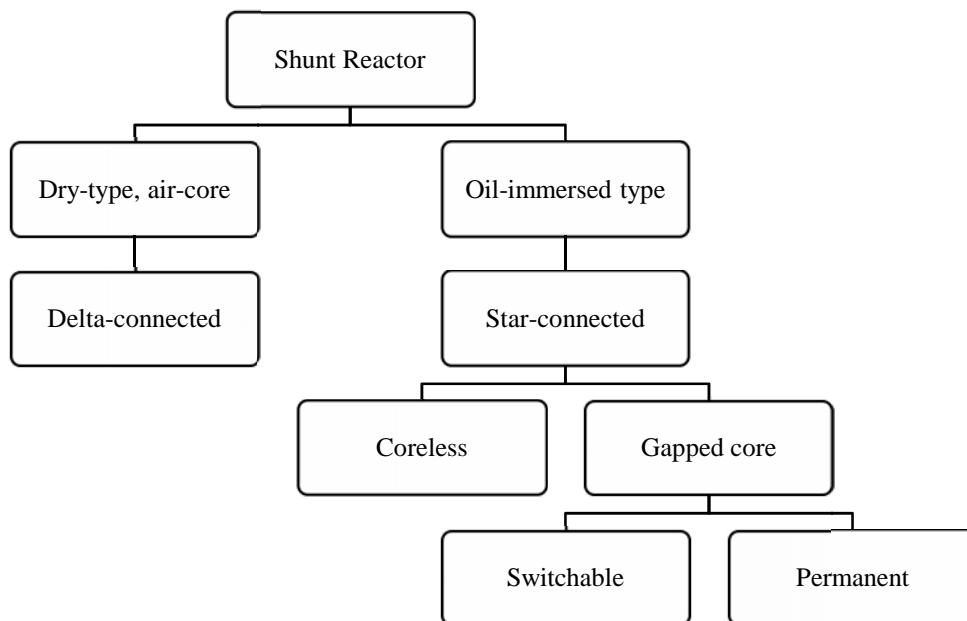 Shunt Reactor
Dry-type, air-core
Oil-immersed type
Delta-connected
Star-connected
Coreless
Gapped core
Switchable
Permanent